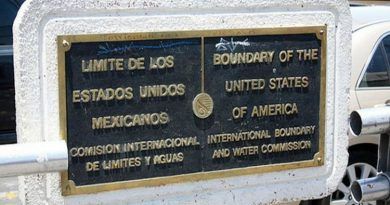 LIMITE DE LOS
ESTADOS UNIDOS
MEXICANOS
COMISION INTERNACIONAL
DE LIMITES Y AGUAS
BOUNDARY OF THE
UNITED STATES
OF AMERICA
INTERNATIONAL BOUNDARY
AND WATER COMMISSION